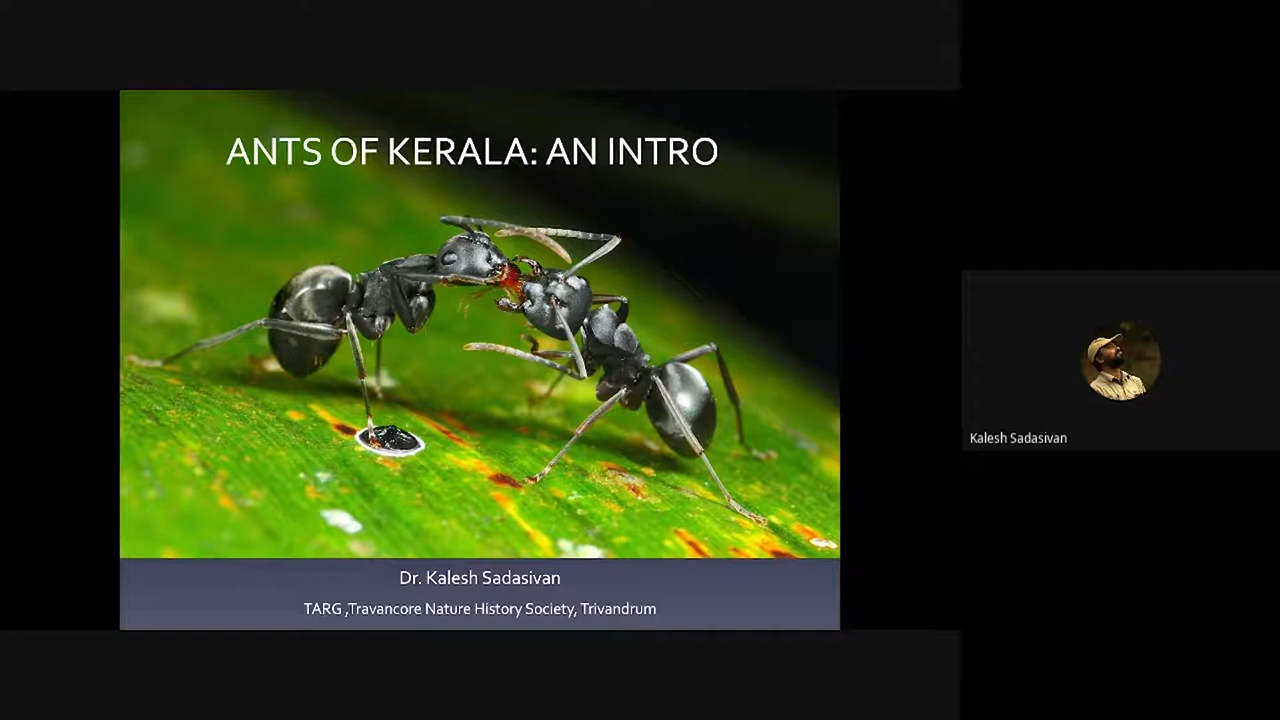 ANTS OF KERALA: AN INTRO
Dr. Kalesh Sadasivan
TARG ,Travancore Nature History Society, Trivandrum
Kalesh Sadasivan